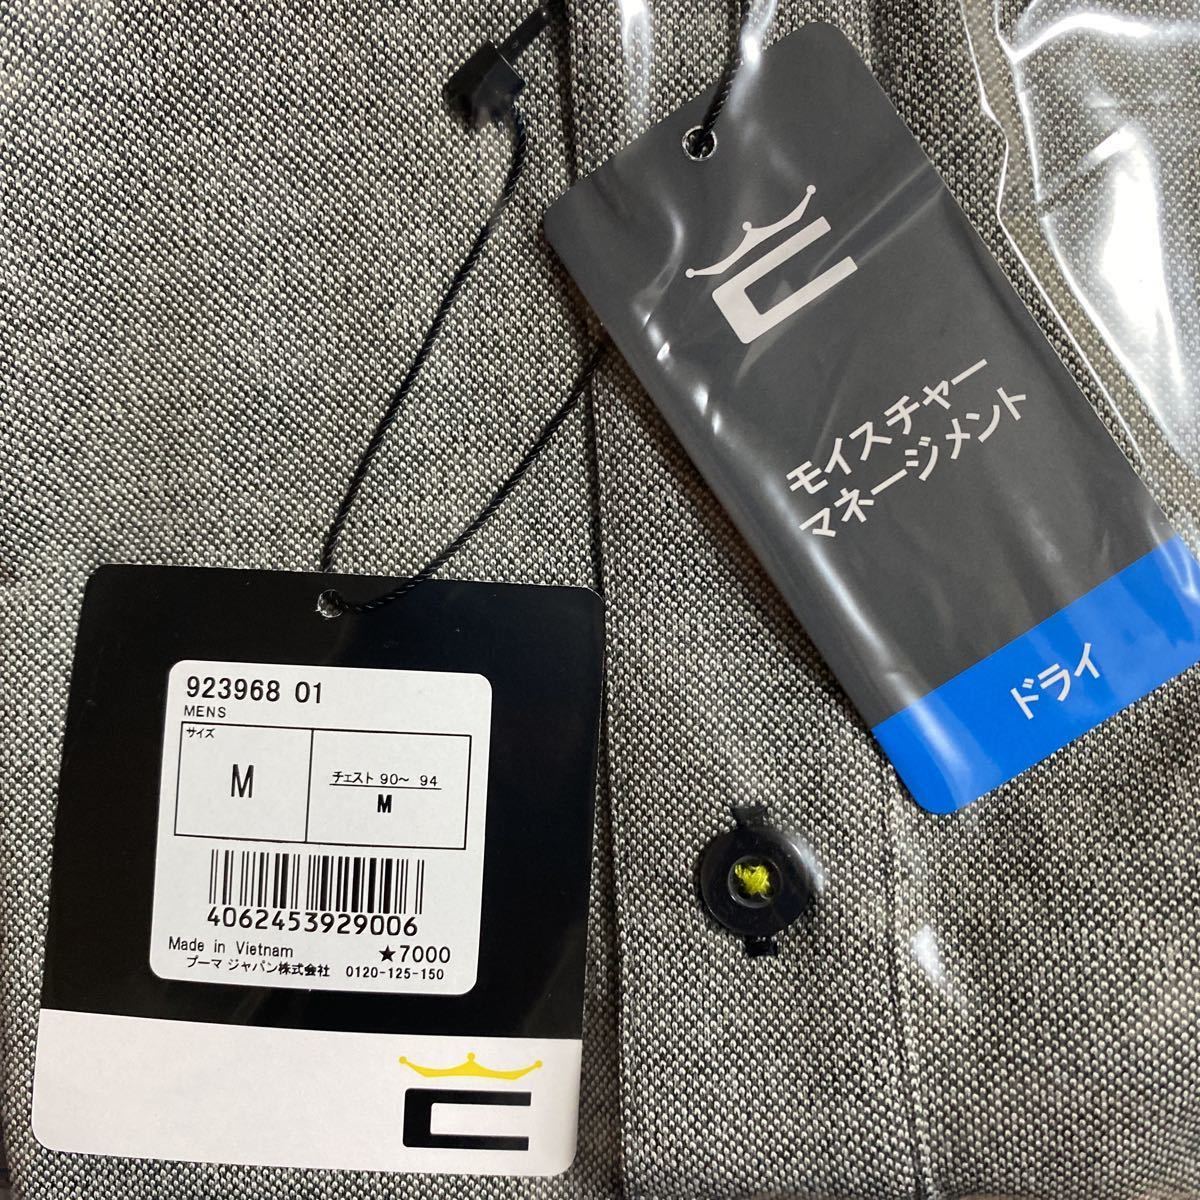 モイスチャー
マネージメント
ドライ
923968 01
MENS
サイズ
M
チェスト 90～ 94
M
4062453929006
Made in Vietnam ★7000
プーマ ジャパン株式会社 0120-125-150